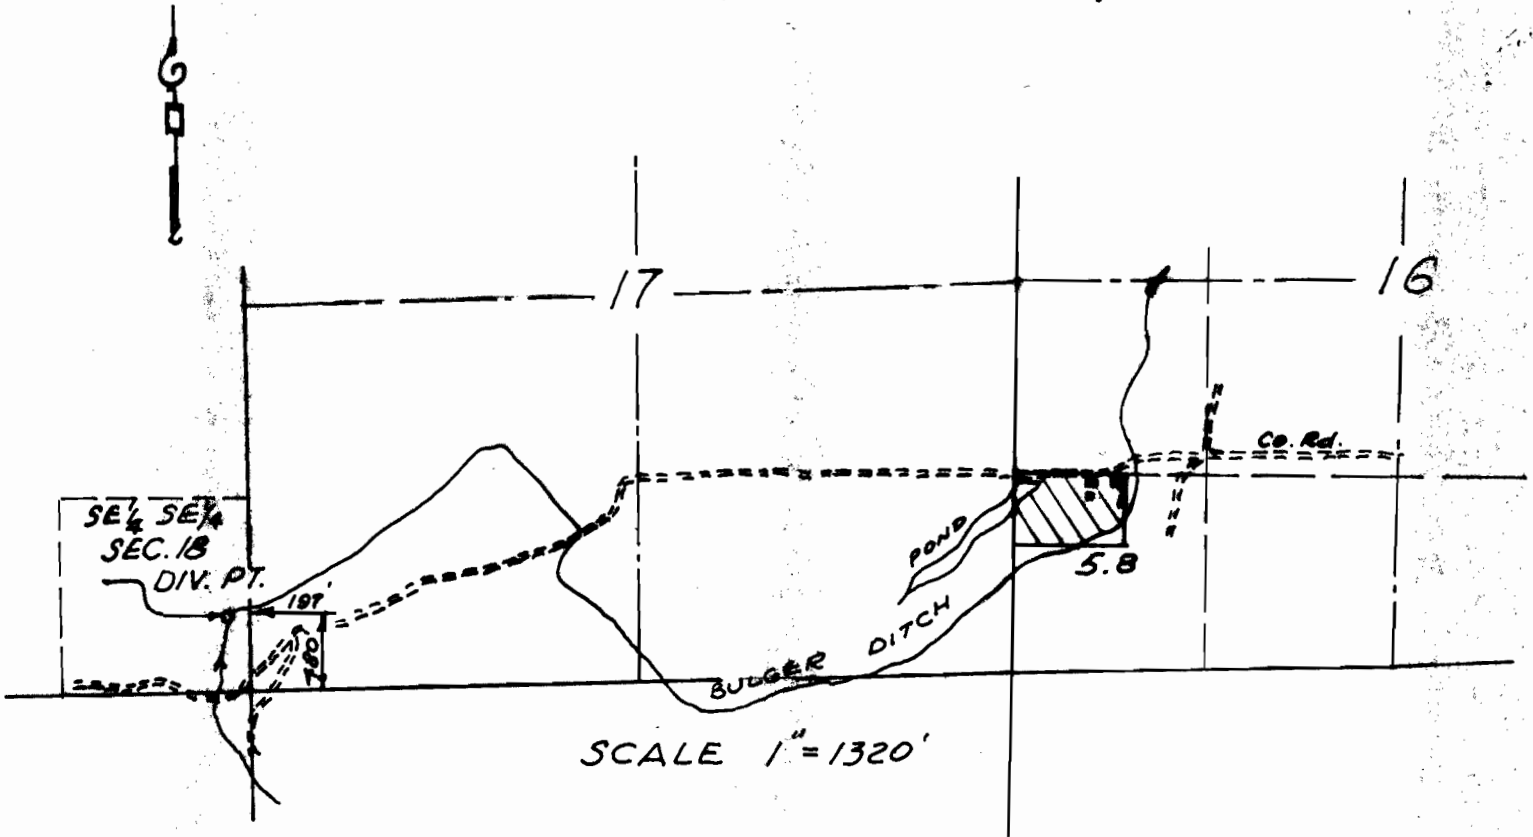 17
16
Co. Rd.
SE¼ SE¼
SEC. 18
DIV. PT.
197'
780'
POND
5.8
BULGER DITCH
SCALE 1" = 1320'